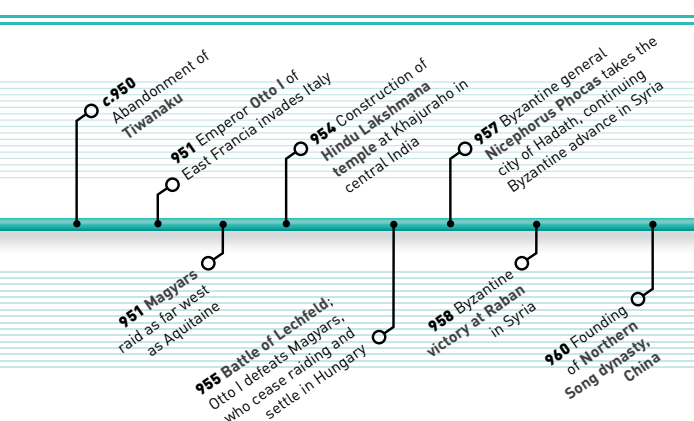 c.950
Abandonment of
Tiwanaku
951 Emperor Otto I of
East Francia invades Italy
954 Construction of
Hindu Lakshmana
temple at Khajuraho in
central India
957 Byzantine general
Nicephorus Phocas takes the
city of Hadath, continuing
Byzantine advance in Syria
951 Magyars
raid as far west
as Aquitaine
955 Battle of Lechfeld;
Otto I defeats Magyars,
who cease raiding and
settle in Hungary
958 Byzantine
victory at Raban
in Syria
960 Founding
of Northern
Song dynasty,
China